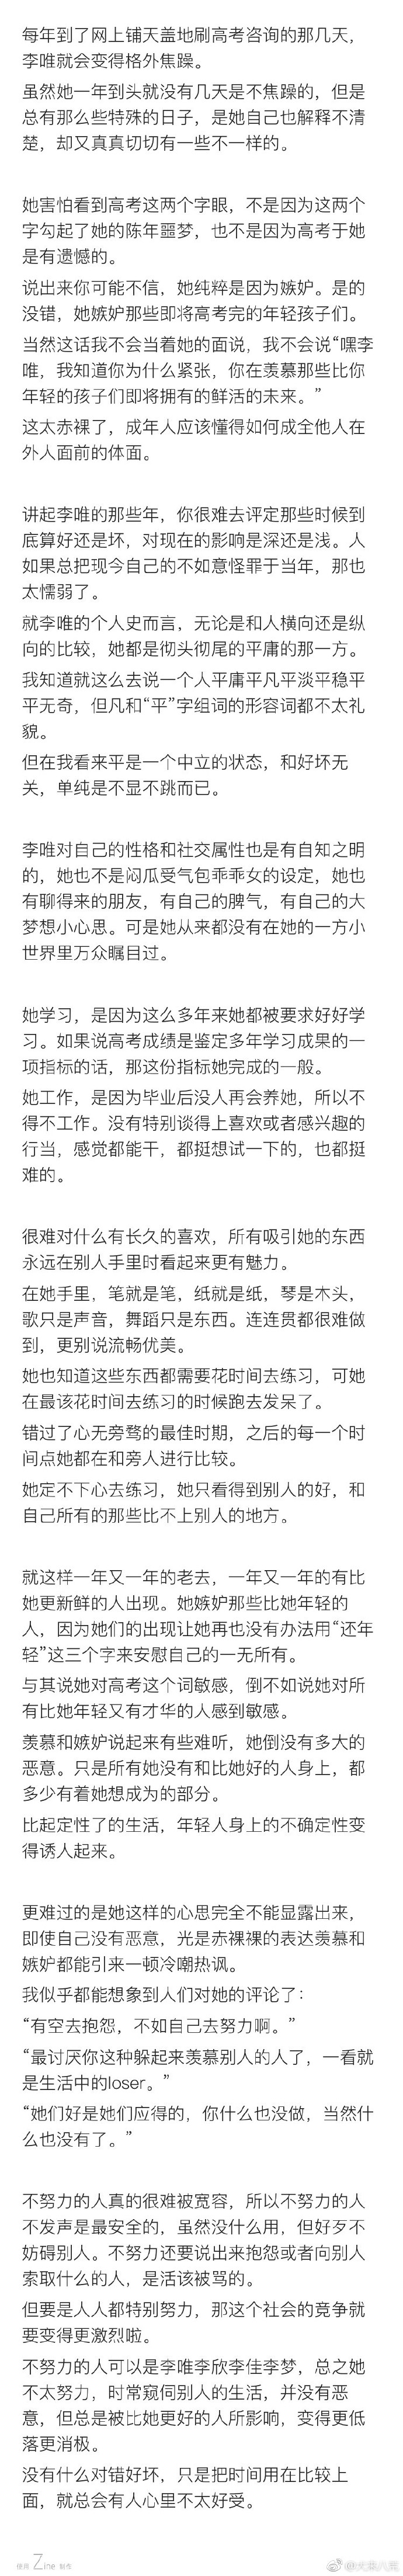 每年到了网上铺天盖地刷高考咨询的那几天，
李唯就会变得格外焦躁。
虽然她一年到头就没有几天是不焦躁的，但是
总有那么些特殊的日子，是她自己也解释不清
楚，却又真真切切有一些不一样的。
她害怕看到高考这两个字眼，不是因为这两个
字勾起了她的陈年噩梦，也不是因为高考于她
是有遗憾的。
说出来你可能不信，她纯粹是因为嫉妒。是的
没错，她嫉妒那些即将高考完的年轻孩子们。
当然这话我不会当着她的面说，我不会说“嘿李
唯，我知道你为什么紧张，你在羡慕那些比你
年轻的孩子们即将拥有的鲜活的未来。”
这太赤裸了，成年人应该懂得如何成全他人在
外人面前的体面。
讲起李唯的那些年，你很难去评定那些时候到
底算好还是坏，对现在的影响是深还是浅。人
如果总把现今自己的不如意怪罪于当年，那也
太懦弱了。
就李唯的个人史而言，无论是和人横向还是纵
向的比较，她都是彻头彻尾的平庸的那一方。
我知道就这么去说一个人平庸平凡平淡平稳平
平无奇，但凡和“平”字组词的形容词都不太礼
貌。
但在我看来平是一个中立的状态，和好坏无
关，单纯是不显不跳而已。
李唯对自己的性格和社交属性也是有自知之明
的，她也不是闷瓜受气包乖乖女的设定，她也
有聊得来的朋友，有自己的脾气，有自己的大
梦想小心思。可是她从来都没有在她的一方小
世界里万众瞩目过。
她学习，是因为这么多年来她都被要求好好学
习。如果说高考成绩是鉴定多年学习成果的一
项指标的话，那这份指标她完成的一般。
她工作，是因为毕业后没人再会养她，所以不
得不工作。没有特别谈得上喜欢或者感兴趣的
行当，感觉都能干，都挺想试一下的，也都挺
难的。
很难对什么有长久的喜欢，所有吸引她的东西
永远在别人手里时看起来更有魅力。
在她手里，笔就是笔，纸就是纸，琴是木头，
歌只是声音，舞蹈只是东西。连连贯都很难做
到，更别说流畅优美。
她也知道这些东西都需要花时间去练习，可她
在最该花时间去练习的时候跑去发呆了。
错过了心无旁骛的最佳时期，之后的每一个时
间点她都在和旁人进行比较。
她定不下心去练习，她只看得到别人的好，和
自己所有的那些比不上别人的地方。
就这样一年又一年的老去，一年又一年的有比
她更新鲜的人出现。她嫉妒那些比她年轻的
人，因为她们的出现让她再也没有办法用“还年
轻”这三个字来安慰自己的一无所有。
与其说她对高考这个词敏感，倒不如说她对所
有比她年轻又有才华的人感到敏感。
羡慕和嫉妒说起来有些难听，她倒没有多大的
恶意。只是所有她没有和比她好的人身上，都
多少有着她想成为的部分。
比起定性了的生活，年轻人身上的不确定性变
得诱人起来。
更难过的是她这样的心思完全不能显露出来，
即使自己没有恶意，光是赤裸裸的表达羡慕和
嫉妒都能引来一顿冷嘲热讽。
我似乎都能想象到人们对她的评论了：
“有空去抱怨，不如自己去努力啊。”
“最讨厌你这种躲起来羡慕别人的人了，一看就
是生活中的loser。”
“她们好是她们应得的，你什么也没做，当然什
么也没有了。”
不努力的人真的很难被宽容，所以不努力的人
不发声是最安全的，虽然没什么用，但好歹不
妨碍别人。不努力还要说出来抱怨或者向别人
索取什么的人，是活该被骂的。
但要是人人都特别努力，那这个社会的竞争就
要变得更激烈啦。
不努力的人可以是李唯李欣李佳李梦，总之她
不太努力，时常窥伺别人的生活，并没有恶
意，但总是被比她更好的人所影响，变得更低
落更消极。
没有什么对错好坏，只是把时间用在比较上
面，就总会有人心里不太好受。
使用 Zine 制作